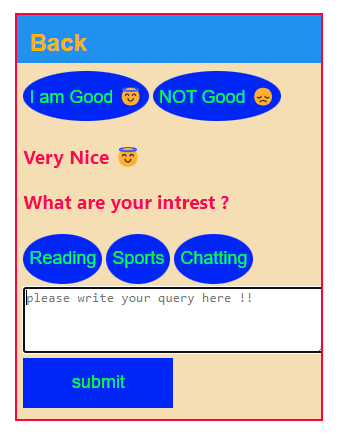 Back
I am Good 😇 NOT Good 😞
Very Nice 😇
What are your intrest ?
Reading Sports Chatting
please write your query here !!
submit